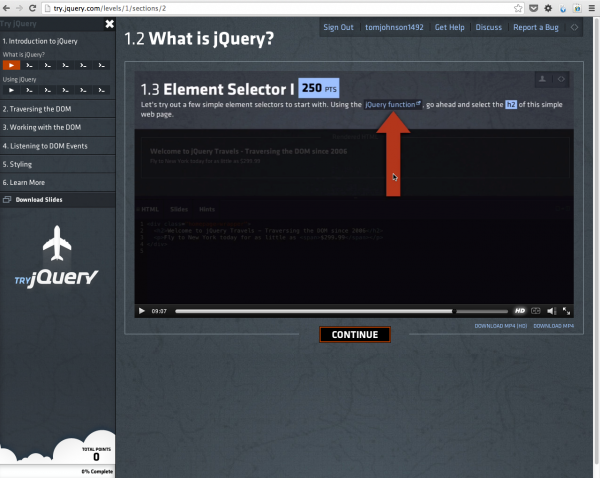 try.jquery.com/levels/1/sections/2
Try jQuery
Sign Out tomjohnson1492 Get Help Discuss Report a Bug
1. Introduction to jQuery
What is jQuery?
Using jQuery
2. Traversing the DOM
3. Working with the DOM
4. Listening to DOM Events
5. Styling
6. Learn More
Download Slides
TRY jQuery
TOTAL POINTS
0
0% Complete
1.2 What is jQuery?
1.3 Element Selector I 250 PTS
Let's try out a few simple element selectors to start with. Using the jQuery function, go ahead and select the h2 of this simple
web page.
Welcome to jQuery Travels - Traversing the DOM since 2006
Fly to New York today for as little as $299.99
HTML Slides Hints
1
2 <h2>Welcome to jQuery Travels - Traversing the DOM since 2006</h2>
3 <p>Fly to New York today for as little as <span>$299.99</span></p>
4 </div>
5
09:07
HD CC
DOWNLOAD MP4 (HD) DOWNLOAD MP4
CONTINUE